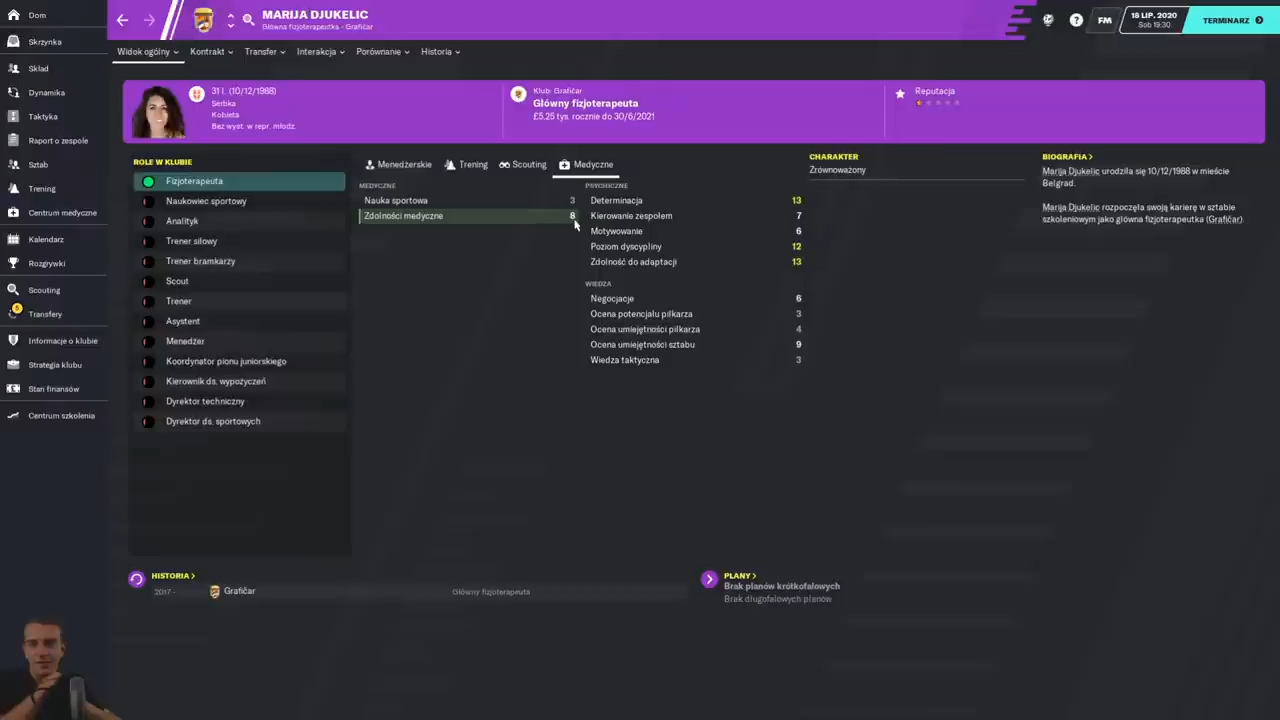 Dom
Skrzynka
Skład
Dynamika
Taktyka
Raport o zespole
Sztab
Trening
Centrum medyczne
Kalendarz
Rozgrywki
Scouting
5
Transfery
Informacje o klubie
Strategia klubu
Stan finansów
Centrum szkolenia
MARIJA DJUKELIC
Główna fizjoterapeutka - Grafičar
FM
18 LIP. 2020
Sob 19:30
TERMINARZ
Widok ogólny
Kontrakt
Transfer
Interakcja
Porównanie
Historia
31 l. (10/12/1988)
Serbka
Kobieta
Bez wyst. w repr. młodz.
Klub: Grafičar
Główny fizjoterapeuta
£5.25 tys. rocznie do 30/6/2021
Reputacja
ROLE W KLUBIE
Fizjoterapeuta
Naukowiec sportowy
Analityk
Trener siłowy
Trener bramkarzy
Scout
Trener
Asystent
Menedżer
Koordynator pionu juniorskiego
Kierownik ds. wypożyczeń
Dyrektor techniczny
Dyrektor ds. sportowych
Menedżerskie
Trening
Scouting
Medyczne
MEDYCZNE
Nauka sportowa 3
Zdolności medyczne 8
PSYCHICZNE
Determinacja 13
Kierowanie zespołem 7
Motywowanie 6
Poziom dyscypliny 12
Zdolność do adaptacji 13
WIEDZA
Negocjacje 6
Ocena potencjału piłkarza 3
Ocena umiejętności piłkarza 4
Ocena umiejętności sztabu 9
Wiedza taktyczna 3
CHARAKTER
Zrównoważony
BIOGRAFIA >
Marija Djukelic urodziła się 10/12/1988 w mieście
Belgrad.
Marija Djukelic rozpoczęła swoją karierę w sztabie
szkoleniowym jako główna fizjoterapeutka (Grafičar).
HISTORIA >
2017 - Grafičar Główny fizjoterapeuta
PLANY >
Brak planów krótkofalowych
Brak długofalowych planów